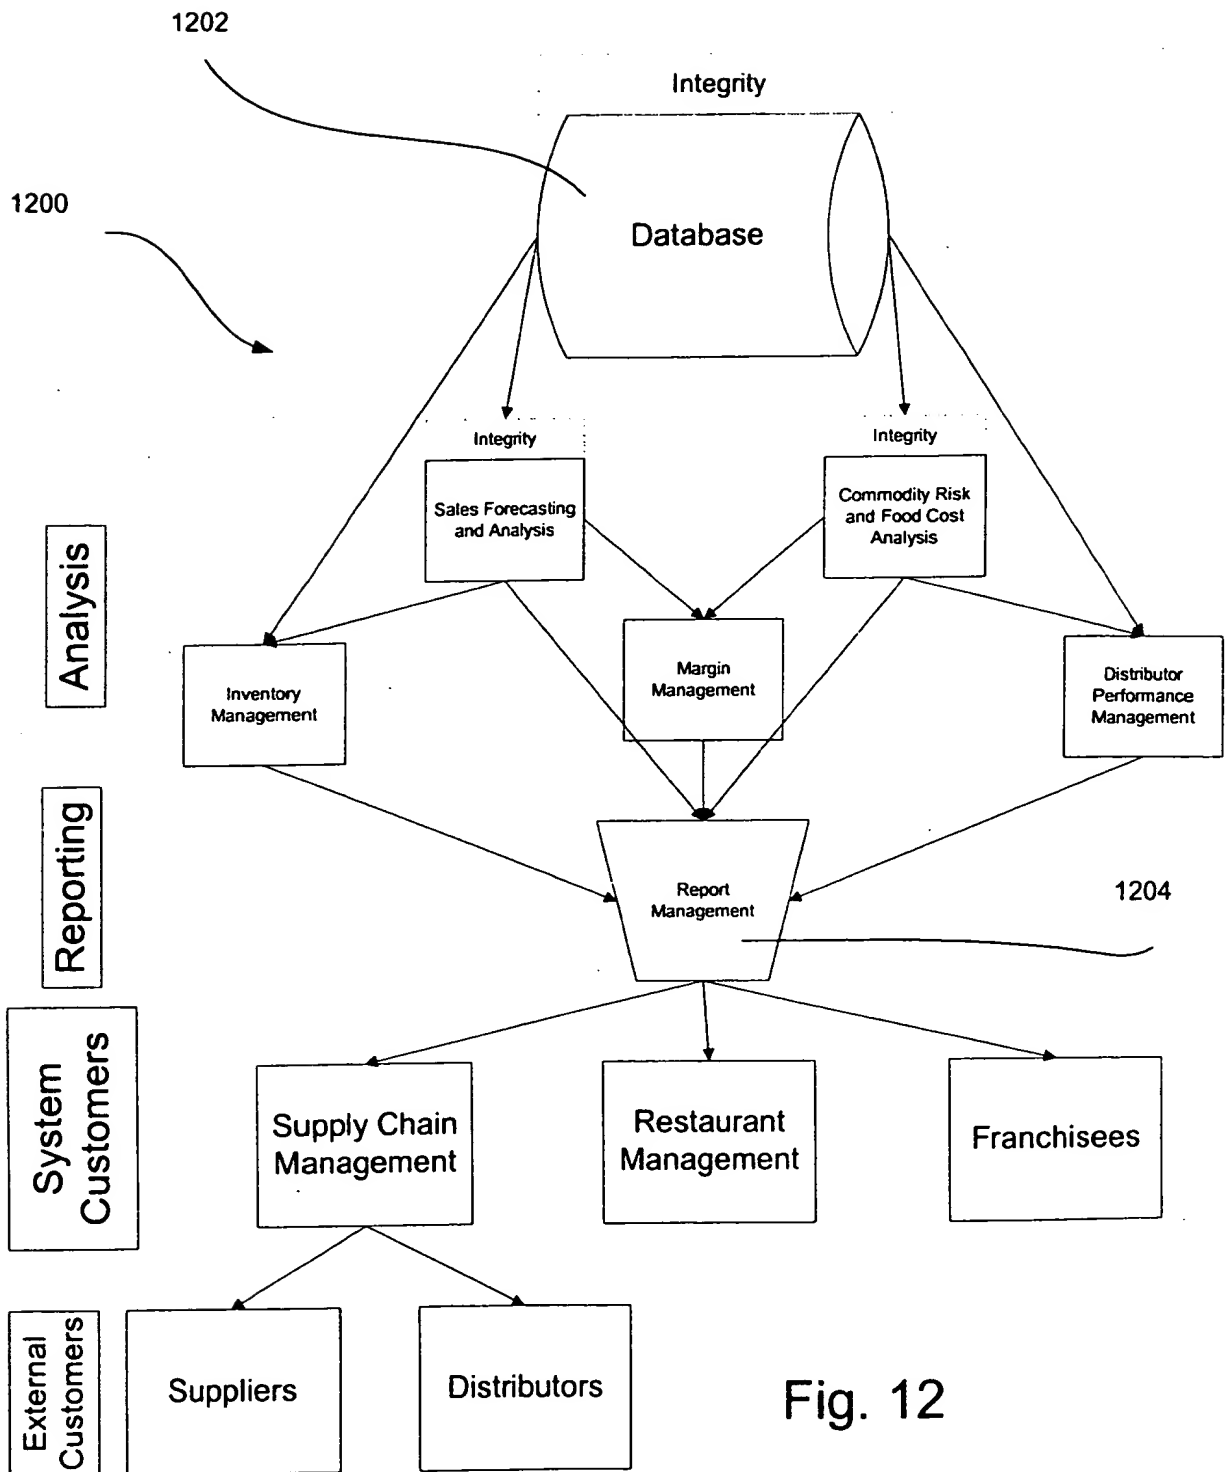 1202
Integrity
1200
Database
Integrity
Integrity
Sales Forecasting
and Analysis
Commodity Risk
and Food Cost
Analysis
Analysis
Inventory
Management
Margin
Management
Distributor
Performance
Management
Reporting
Report
Management
1204
System
Customers
Supply Chain
Management
Restaurant
Management
Franchisees
External
Customers
Suppliers
Distributors
Fig. 12